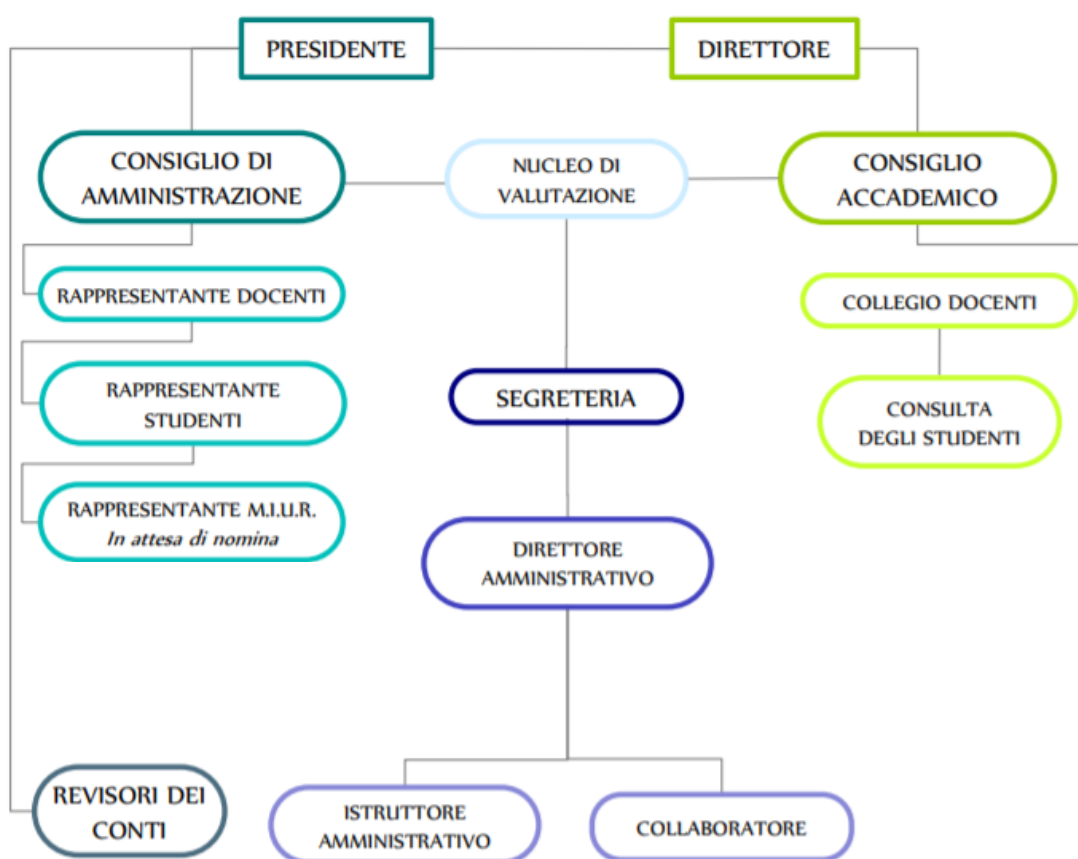 PRESIDENTE
DIRETTORE
CONSIGLIO DI
AMMINISTRAZIONE
NUCLEO DI
VALUTAZIONE
CONSIGLIO
ACCADEMICO
RAPPRESENTANTE DOCENTI
COLLEGIO DOCENTI
RAPPRESENTANTE
STUDENTI
SEGRETERIA
CONSULTA
DEGLI STUDENTI
RAPPRESENTANTE M.I.U.R.
In attesa di nomina
DIRETTORE
AMMINISTRATIVO
REVISORI DEI
CONTI
ISTRUTTORE
AMMINISTRATIVO
COLLABORATORE